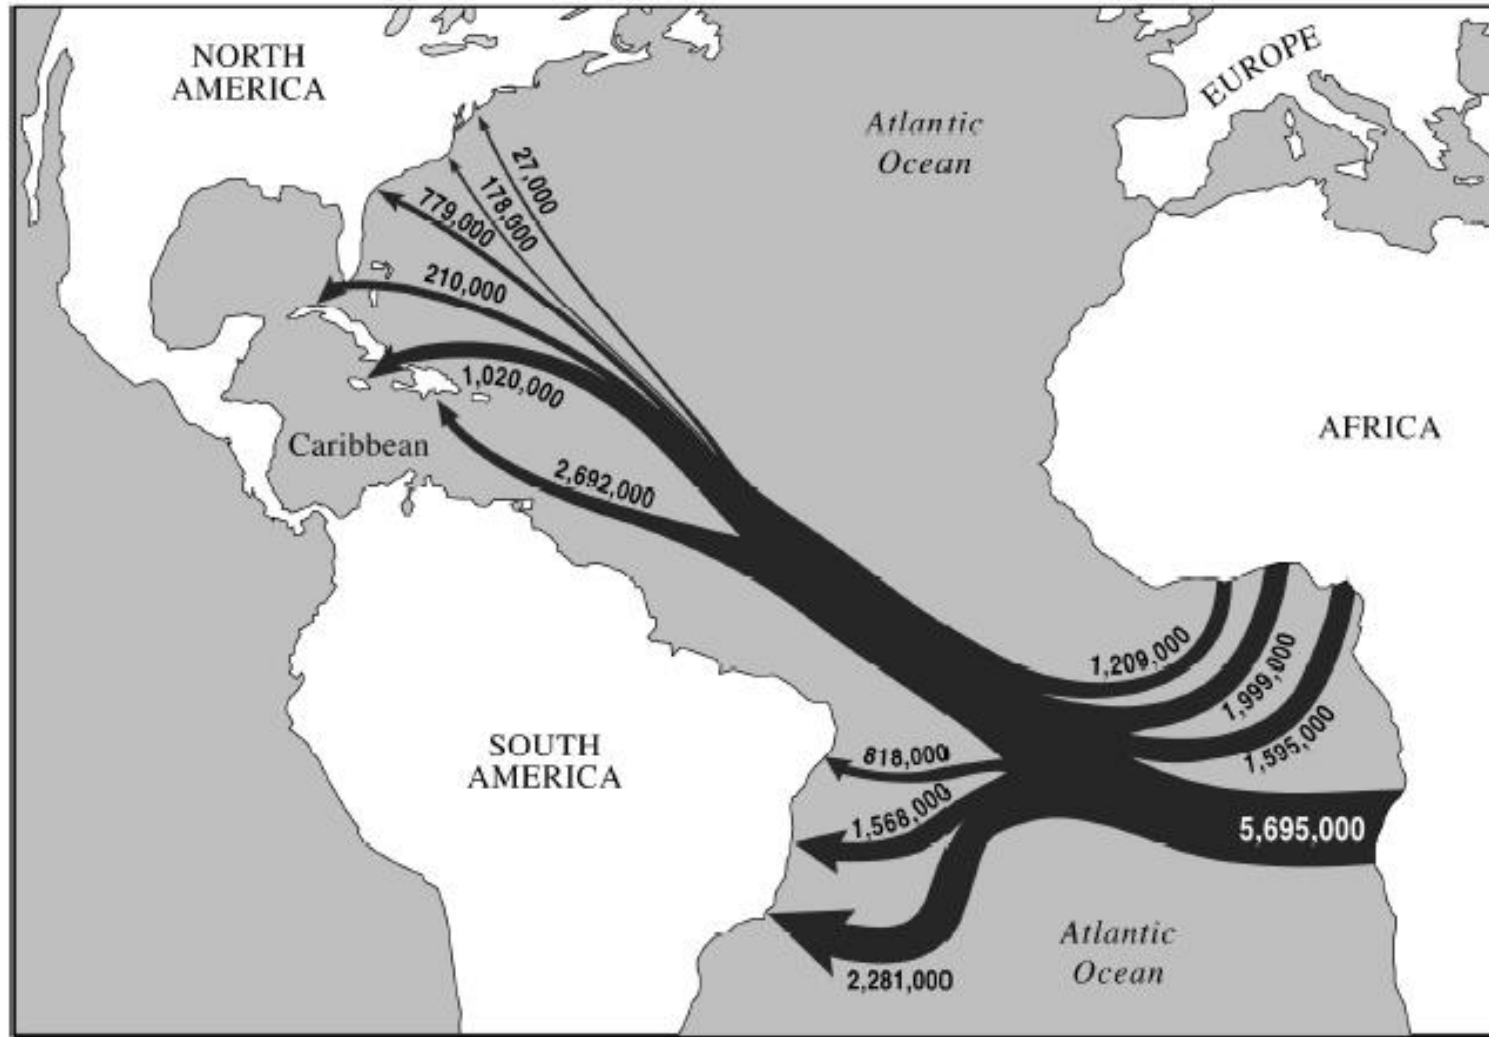 NORTH
AMERICA
EUROPE
Atlantic
Ocean
27,000
178,000
779,000
210,000
1,020,000
Caribbean
2,692,000
AFRICA
1,209,000
1,999,000
1,595,000
SOUTH
AMERICA
818,000
1,568,000
5,695,000
2,281,000
Atlantic
Ocean